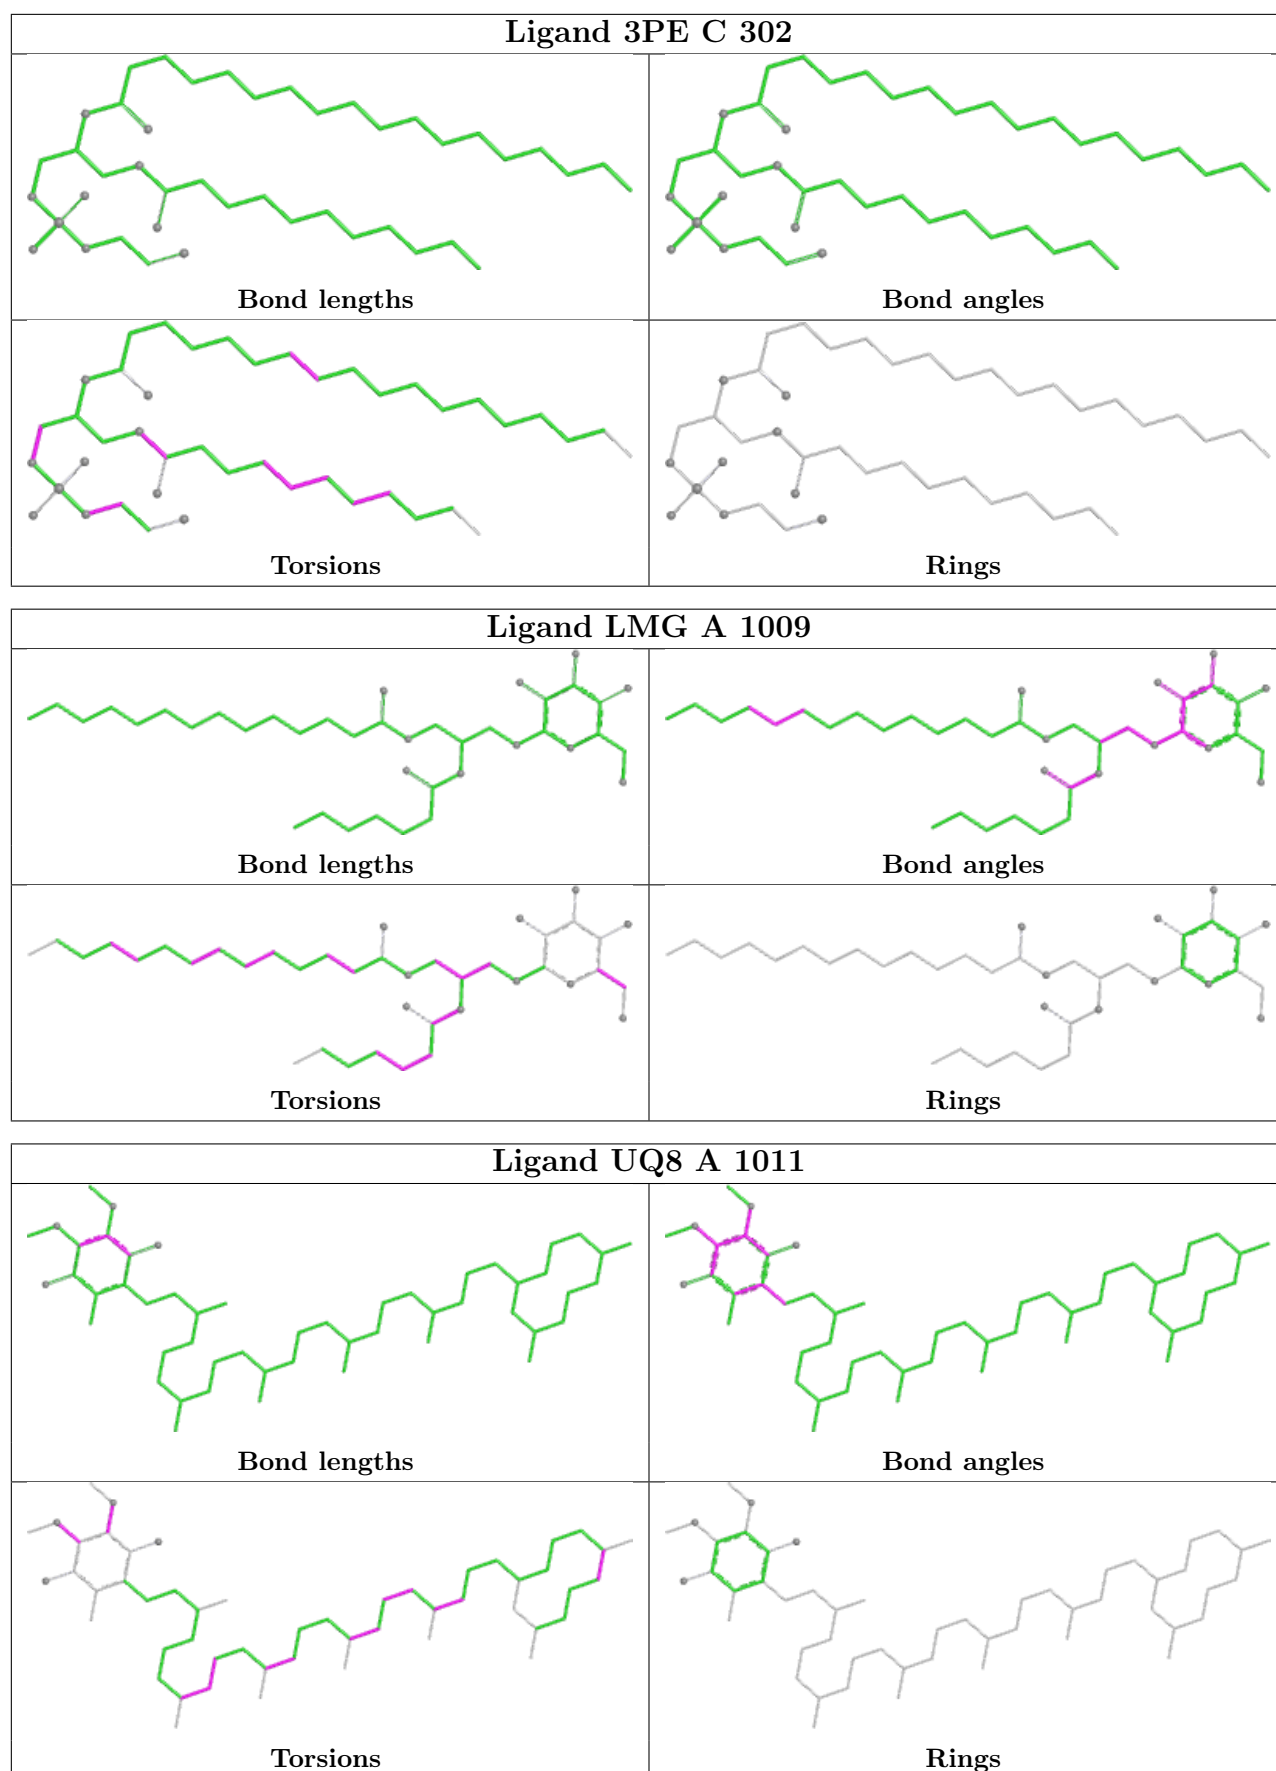 Ligand 3PE C 302
Bond lengths
Bond angles
Torsions
Rings
Ligand LMG A 1009
Bond lengths
Bond angles
Torsions
Rings
Ligand UQ8 A 1011
Bond lengths
Bond angles
Torsions
Rings